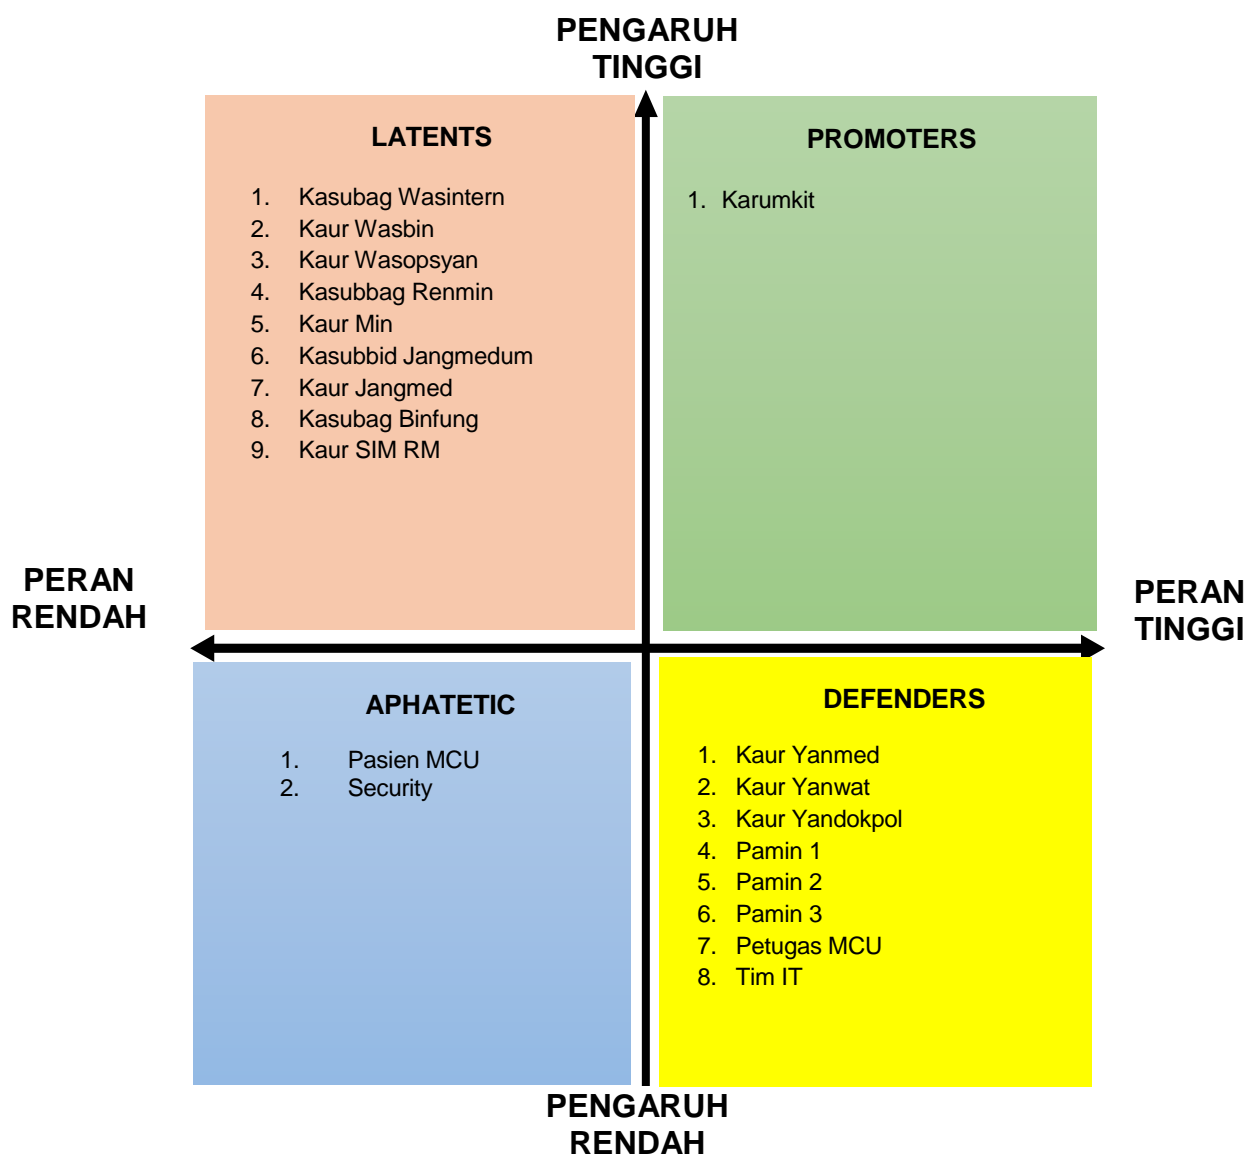 PENGARUH
TINGGI
LATENTS
1. Kasubag Wasintern
2. Kaur Wasbin
3. Kaur Wasopsyan
4. Kasubbag Renmin
5. Kaur Min
6. Kasubbid Jangmedum
7. Kaur Jangmed
8. Kasubag Binfung
9. Kaur SIM RM
PROMOTERS
1. Karumkit
PERAN
RENDAH
PERAN
TINGGI
APHATETIC
1. Pasien MCU
2. Security
DEFENDERS
1. Kaur Yanmed
2. Kaur Yanwat
3. Kaur Yandokpol
4. Pamin 1
5. Pamin 2
6. Pamin 3
7. Petugas MCU
8. Tim IT
PENGARUH
RENDAH